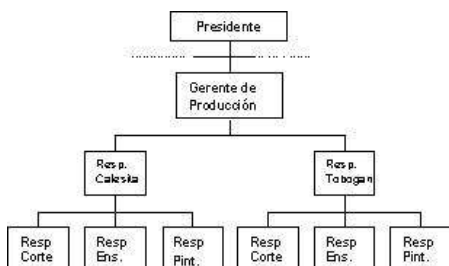 Presidente
Gerente de
Producción
Resp.
Calesita
Resp.
Tobogan
Resp
Corte
Resp
Ens.
Resp
Pint.
Resp
Corte
Resp
Ens.
Resp
Pint.